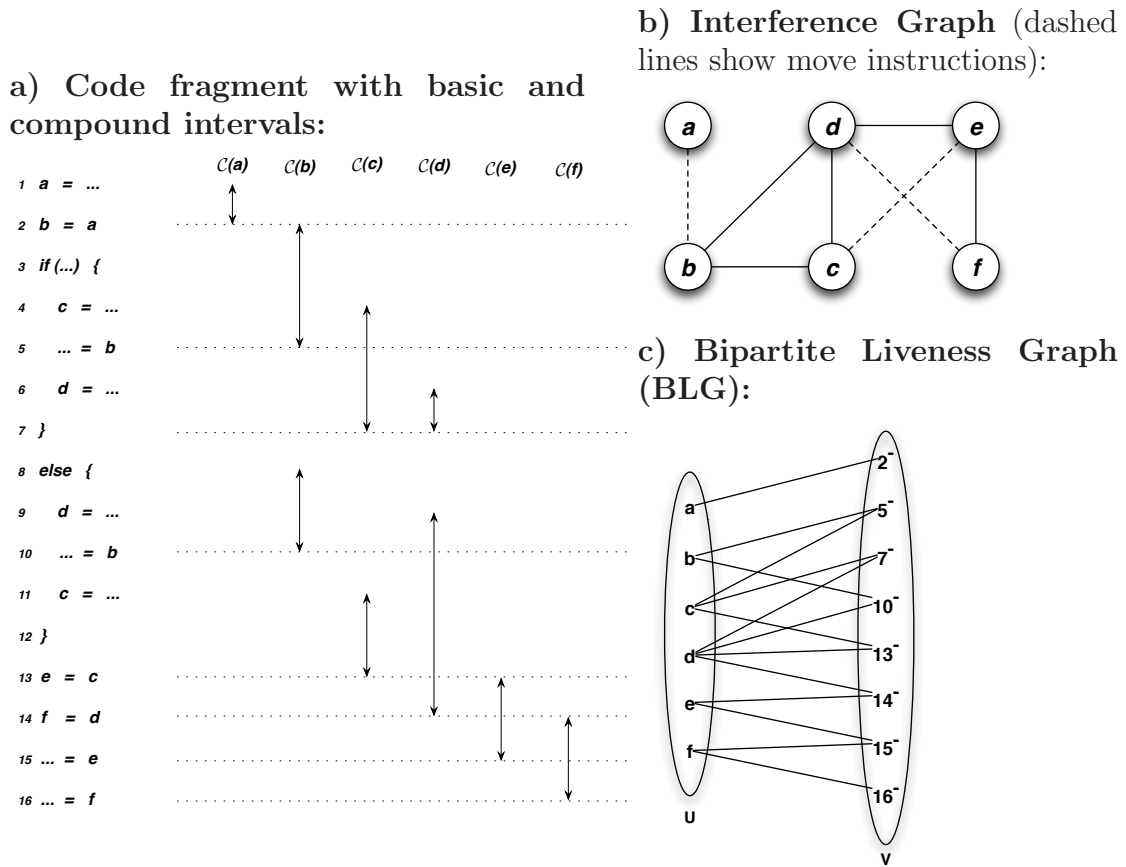 a) Code fragment with basic and
compound intervals:
C(a) C(b) C(c) C(d) C(e) C(f)
1 a = ...
2 b = a
3 if (...) {
4 c = ...
5 ... = b
6 d = ...
7 }
8 else {
9 d = ...
10 ... = b
11 c = ...
12 }
13 e = c
14 f = d
15 ... = e
16 ... = f
b) Interference Graph (dashed
lines show move instructions):
a d e
b c f
c) Bipartite Liveness Graph
(BLG):
2-
a 5-
b 7-
c 10-
d 13-
e 14-
f 15-
16-
U
V